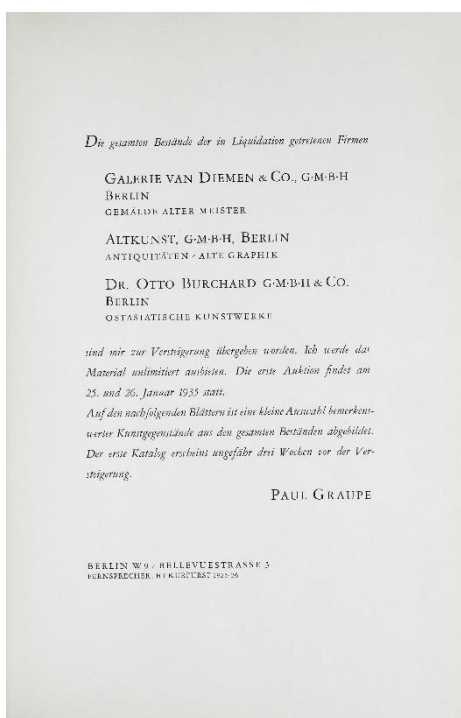 Die gesamten Bestände der in Liquidation getretenen Firmen
GALERIE VAN DIEMEN & CO., G·M·B·H
BERLIN
GEMÄLDE ALTER MEISTER
ALTKUNST, G·M·B·H, BERLIN
ANTIQUITÄTEN / ALTE GRAPHIK
DR. OTTO BURCHARD G·M·B·H & CO.
BERLIN
OSTASIATISCHE KUNSTWERKE
sind mir zur Versteigerung übergeben worden. Ich werde das
Material unlimitiert ausbieten. Die erste Auktion findet am
25. und 26. Januar 1935 statt.
Auf den nachfolgenden Blättern ist eine kleine Auswahl bemerkens-
werter Kunstgegenstände aus den gesamten Beständen abgebildet.
Der erste Katalog erscheint ungefähr drei Wochen vor der Ver-
steigerung.
PAUL GRAUPE
BERLIN W9 / BELLEVUESTRASSE 3
FERNSPRECHER: B1 KURFÜRST